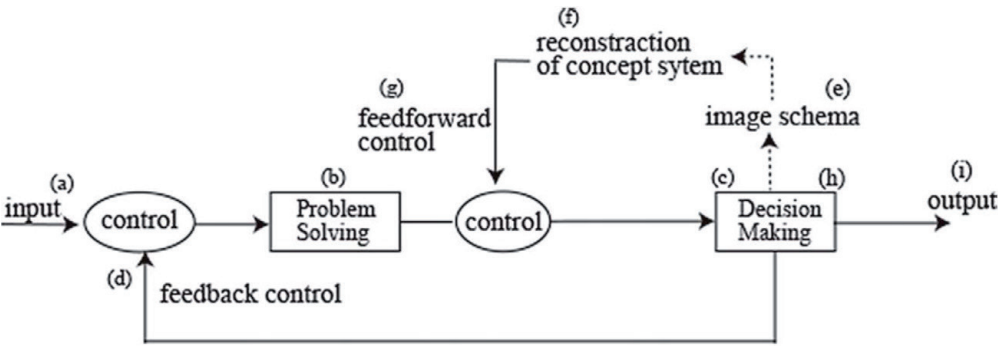 (f)
reconstraction
of concept sytem
(g)
feedforward
control
(e)
image schema
(a)
input
control
(b)
Problem
Solving
control
(c)
(h)
Decision
Making
(i)
output
(d)
feedback control